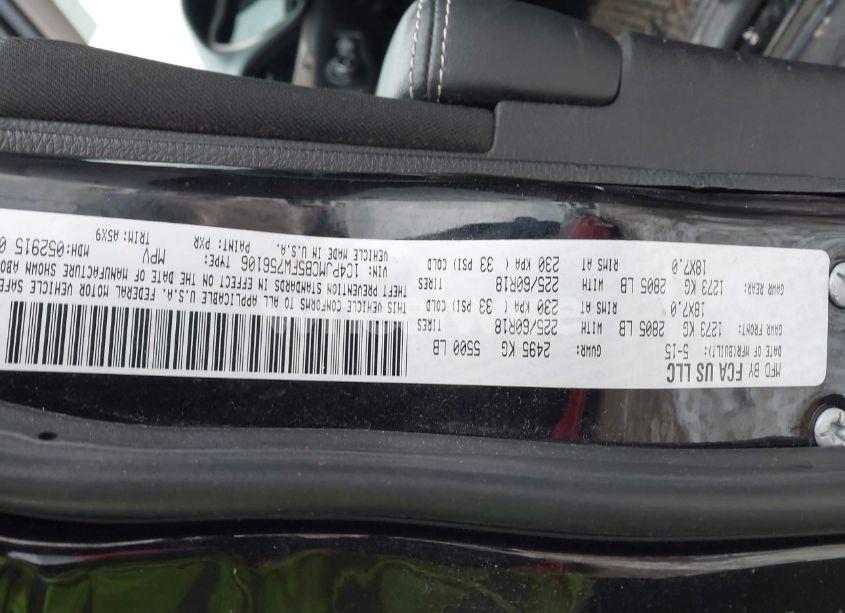 MFD BY FCA US LLC
DATE OF MFR(BUILT): 5-15 GVWR: 2495 KG 5500 LB
GAWR FRONT: 1273 KG 2805 LB WITH 225/60R18 TIRES
18X7.0 RIMS AT 230 KPA ( 33 PSI) COLD
GAWR REAR: 1273 KG 2805 LB WITH 225/60R18 TIRES
18X7.0 RIMS AT 230 KPA ( 33 PSI) COLD
THIS VEHICLE CONFORMS TO ALL APPLICABLE U.S.A. FEDERAL MOTOR VEHICLE SAFE
THEFT PREVENTION STANDARDS IN EFFECT ON THE DATE OF MANUFACTURE SHOWN ABO
VIN: 1C4PJMCB5FW756106 TYPE: MPV MDH:052915 0
VEHICLE MADE IN U.S.A. PAINT: PXR TRIM: A5X9